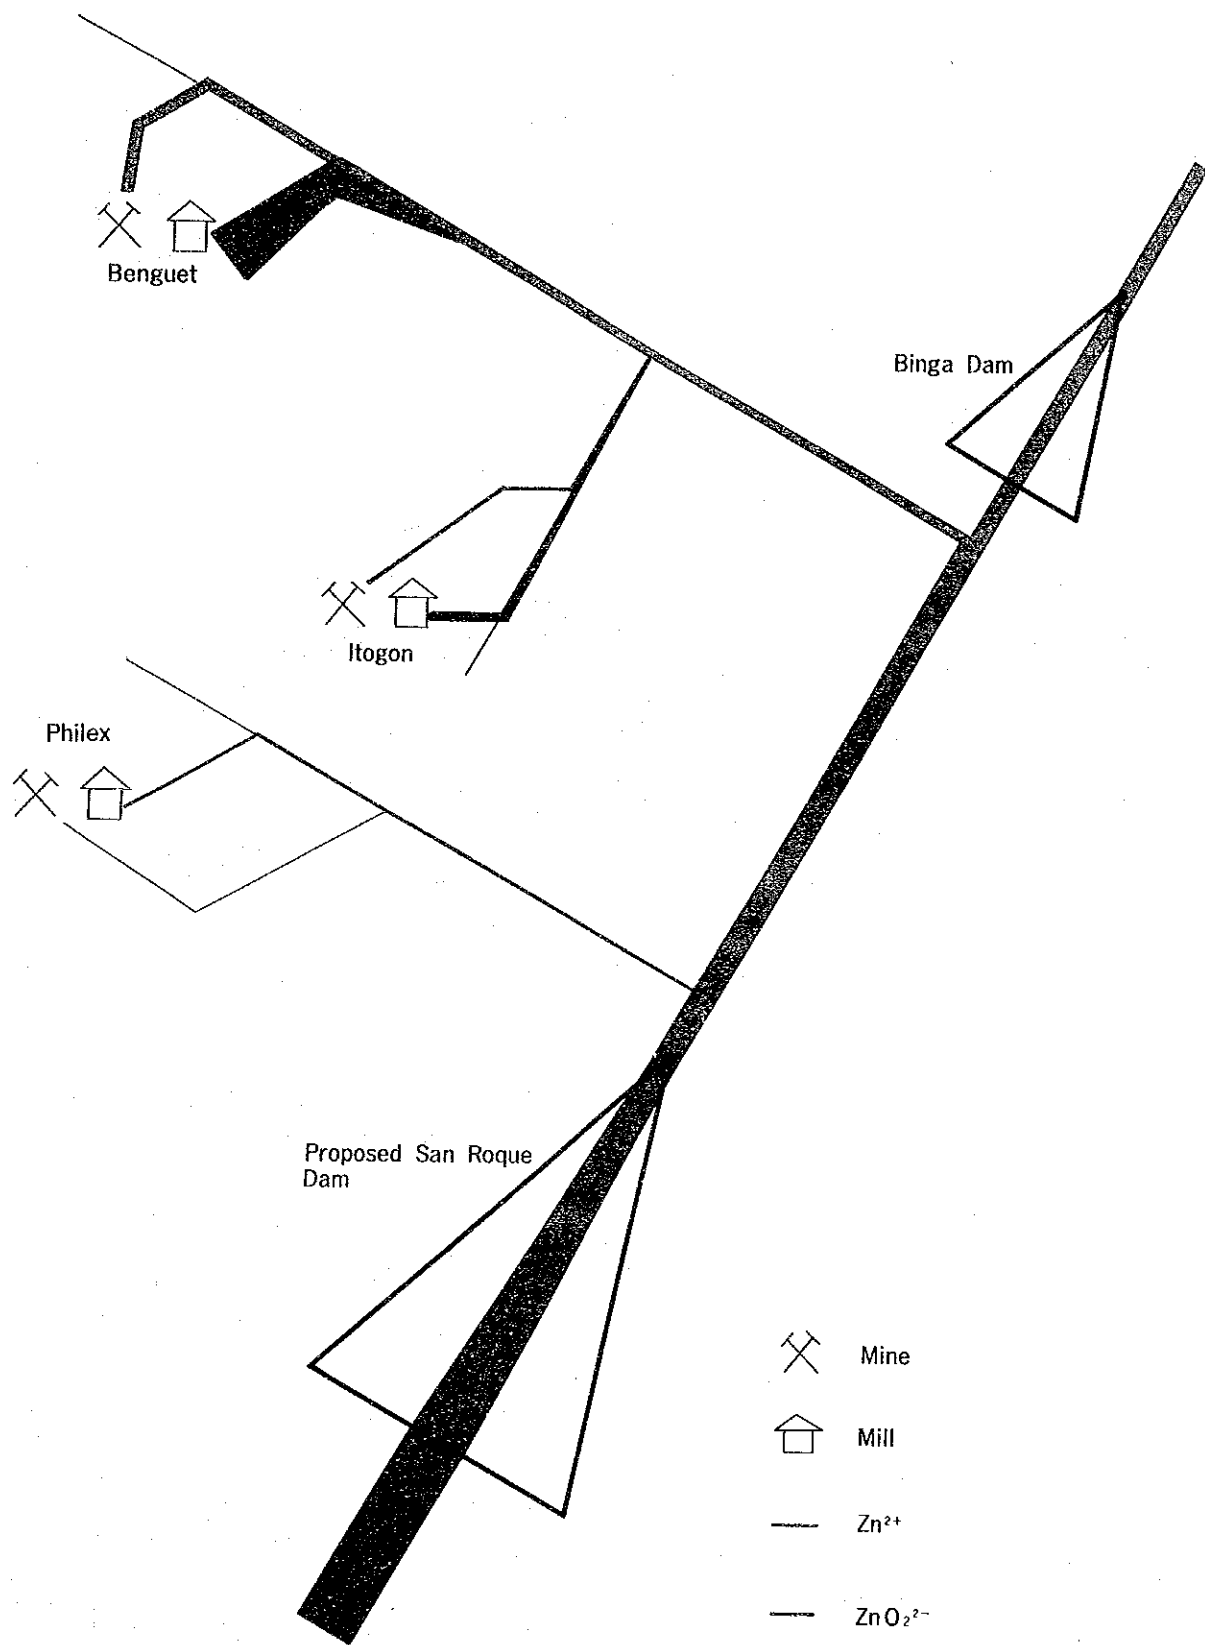 Benguet
Binga Dam
Itogon
Philex
Proposed San Roque
Dam
Mine
Mill
Zn²⁺
ZnO₂²⁻